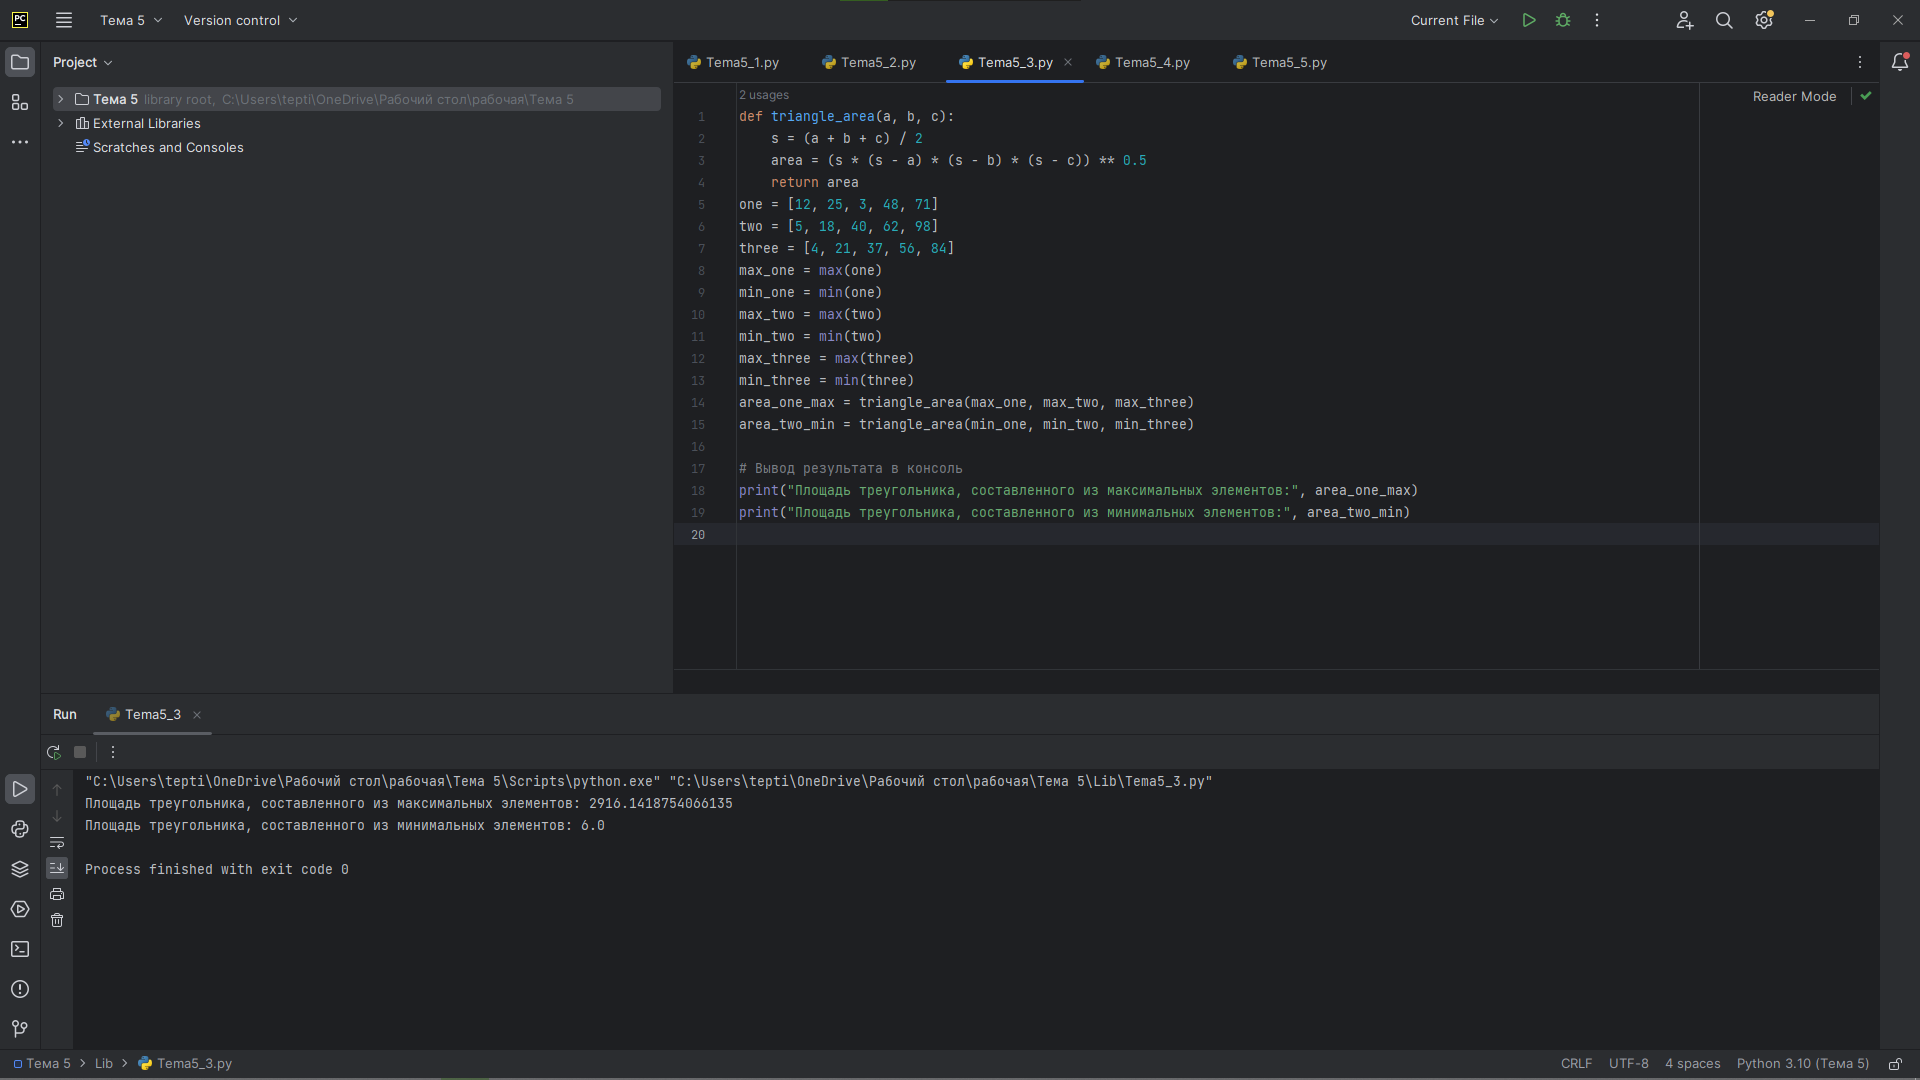 PC Тема 5 Version control Current File
Project
Tema5_1.py Tema5_2.py Tema5_3.py Tema5_4.py Tema5_5.py
Тема 5 library root, C:\Users\tepti\OneDrive\Рабочий стол\рабочая\Тема 5
External Libraries
Scratches and Consoles
Reader Mode
2 usages
1 def triangle_area(a, b, c):
2 s = (a + b + c) / 2
3 area = (s * (s - a) * (s - b) * (s - c)) ** 0.5
4 return area
5 one = [12, 25, 3, 48, 71]
6 two = [5, 18, 40, 62, 98]
7 three = [4, 21, 37, 56, 84]
8 max_one = max(one)
9 min_one = min(one)
10 max_two = max(two)
11 min_two = min(two)
12 max_three = max(three)
13 min_three = min(three)
14 area_one_max = triangle_area(max_one, max_two, max_three)
15 area_two_min = triangle_area(min_one, min_two, min_three)
16
17 # Вывод результата в консоль
18 print("Площадь треугольника, составленного из максимальных элементов:", area_one_max)
19 print("Площадь треугольника, составленного из минимальных элементов:", area_two_min)
20
Run Tema5_3
"C:\Users\tepti\OneDrive\Рабочий стол\рабочая\Тема 5\Scripts\python.exe" "C:\Users\tepti\OneDrive\Рабочий стол\рабочая\Тема 5\Lib\Tema5_3.py"
Площадь треугольника, составленного из максимальных элементов: 2916.1418754066135
Площадь треугольника, составленного из минимальных элементов: 6.0
Process finished with exit code 0
Тема 5 > Lib > Tema5_3.py
CRLF UTF-8 4 spaces Python 3.10 (Тема 5)